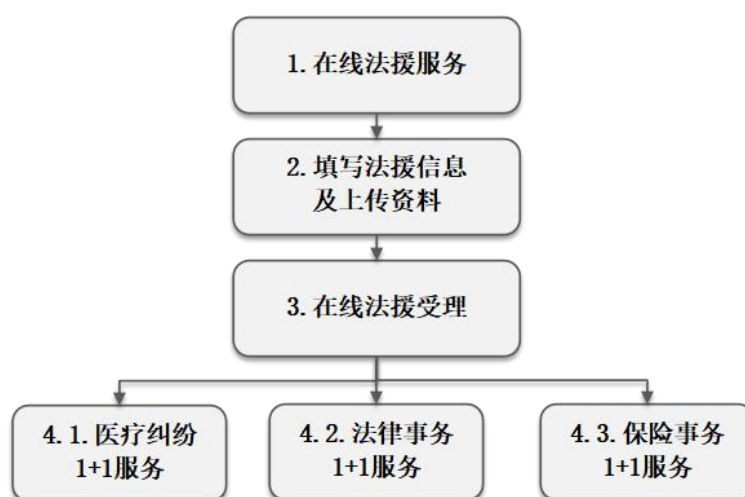 1.在线法援服务
2.填写法援信息
及上传资料
3.在线法援受理
4.1.医疗纠纷
1+1服务
4.2.法律事务
1+1服务
4.3.保险事务
1+1服务